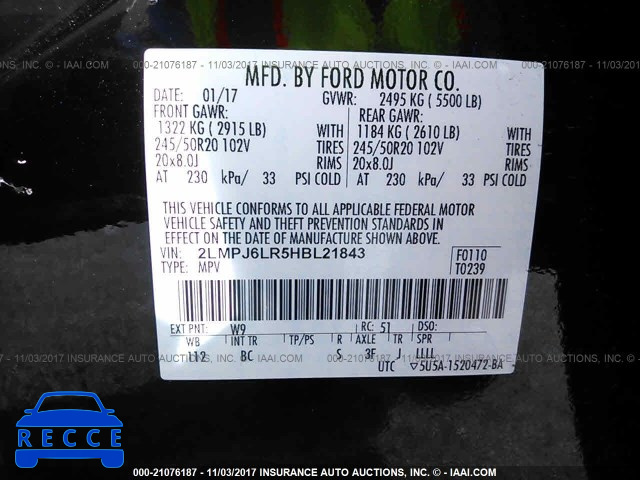 000-21076187 - 11/03/2017 INSURANCE AUTO AUCTIONS, INC. - © IAAI.COM
MFD. BY FORD MOTOR CO.
DATE: 01/17 GVWR: 2495 KG ( 5500 LB)
FRONT GAWR: REAR GAWR:
1322 KG ( 2915 LB) WITH 1184 KG ( 2610 LB) WITH
245/50R20 102V TIRES 245/50R20 102V TIRES
20x8.0J RIMS 20x8.0J RIMS
AT 230 kPa/ 33 PSI COLD AT 230 kPa/ 33 PSI COLD
THIS VEHICLE CONFORMS TO ALL APPLICABLE FEDERAL MOTOR
VEHICLE SAFETY AND THEFT PREVENTION STANDARDS IN
EFFECT ON THE DATE OF MANUFACTURE SHOWN ABOVE.
VIN: 2LMPJ6LR5HBL21843 F0110
TYPE: MPV T0239
EXT PNT: W9 RC: 51 DSO:
WB INT TR TP/PS R AXLE TR SPR
112 BC S 3F J LLLL
UTC ▽5U5A-1520472-BA
RECCE
000-21076187 - 11/03/2017 INSURANCE AUTO AUCTIONS, INC. - © IAAI.COM